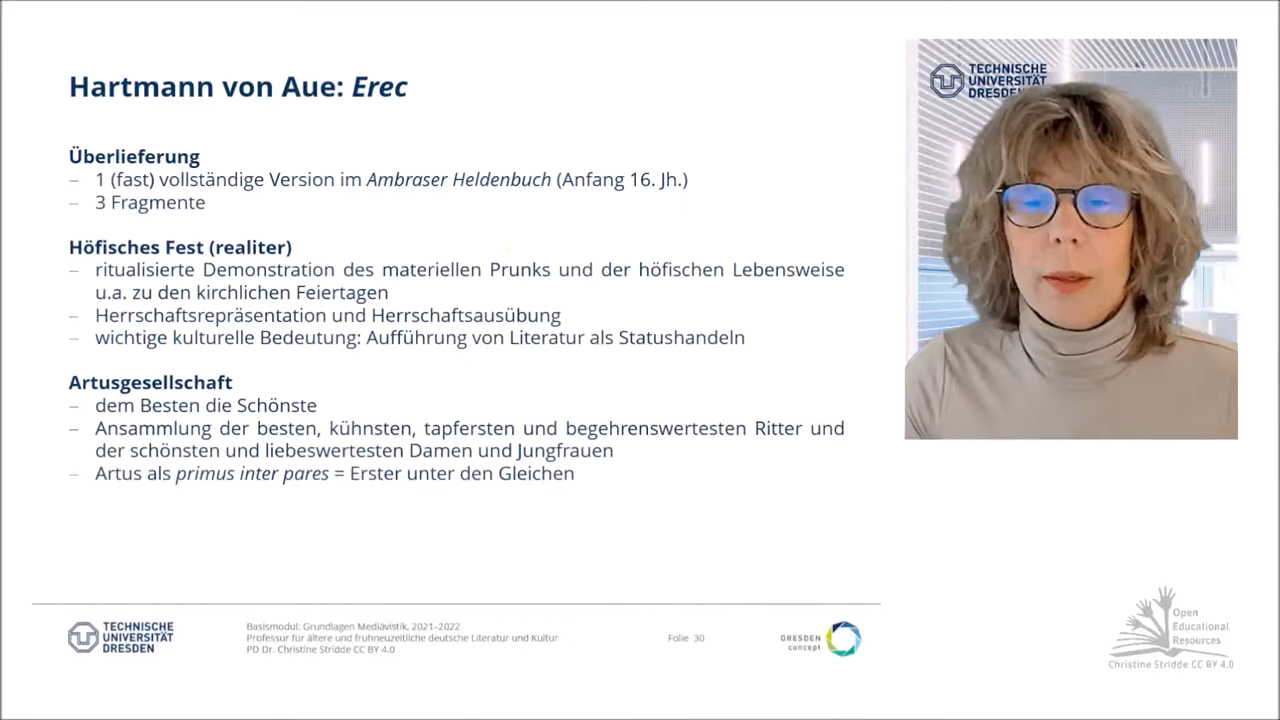 Hartmann von Aue: Erec
Überlieferung
– 1 (fast) vollständige Version im Ambraser Heldenbuch (Anfang 16. Jh.)
– 3 Fragmente
Höfisches Fest (realiter)
– ritualisierte Demonstration des materiellen Prunks und der höfischen Lebensweise
u.a. zu den kirchlichen Feiertagen
– Herrschaftsrepräsentation und Herrschaftsausübung
– wichtige kulturelle Bedeutung: Aufführung von Literatur als Statushandeln
Artusgesellschaft
– dem Besten die Schönste
– Ansammlung der besten, kühnsten, tapfersten und begehrenswertesten Ritter und
der schönsten und liebeswertesten Damen und Jungfrauen
– Artus als primus inter pares = Erster unter den Gleichen
TECHNISCHE
UNIVERSITÄT
DRESDEN
TECHNISCHE
UNIVERSITÄT
DRESDEN
Basismodul: Grundlagen Mediävistik, 2021–2022
Professur für ältere und frühneuzeitliche deutsche Literatur und Kultur
PD Dr. Christine Stridde CC BY 4.0
Folie 30
DRESDEN
concept
Open
Educational
Resources
Christine Stridde CC BY 4.0